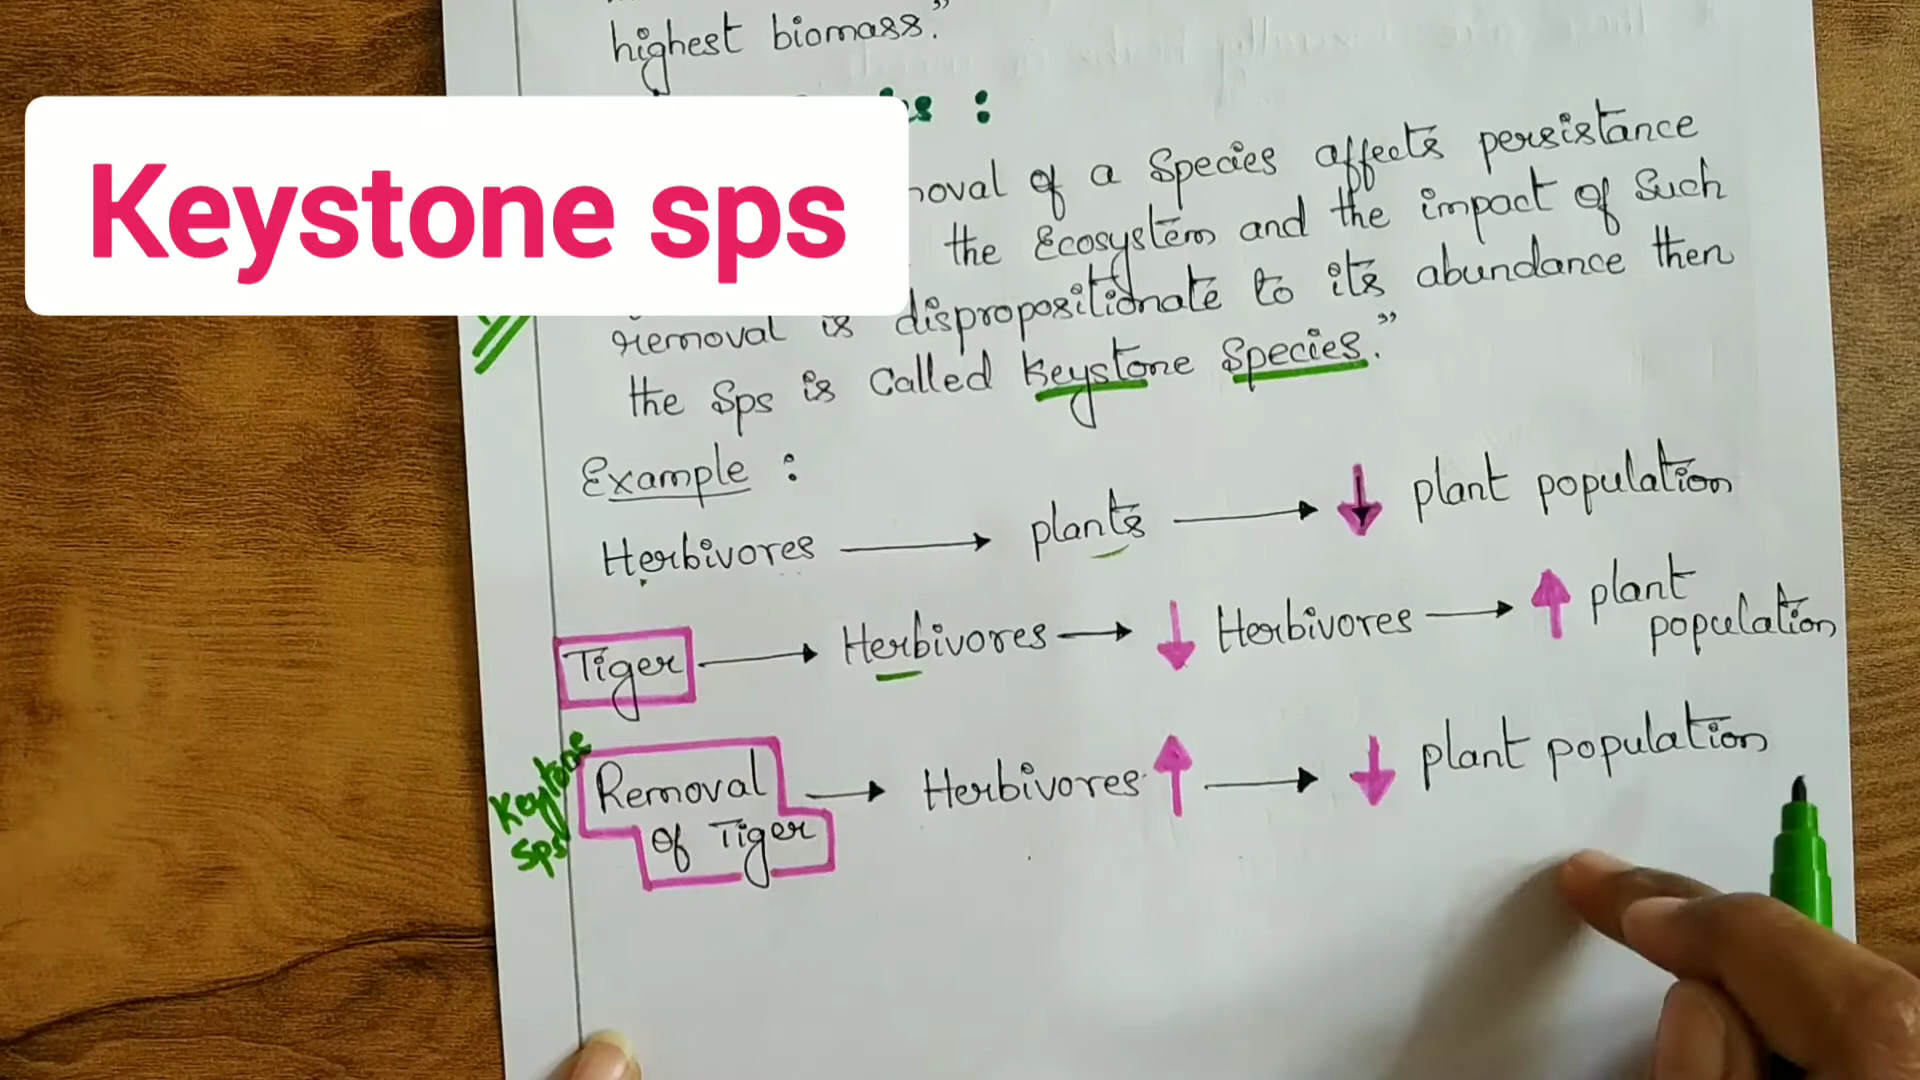 highest biomass."
Keystone sps
:
of a Species affects persistance
the Ecosystem and the impact of Such
removal is dispropositionate to its abundance then
the Sps is Called Keystone Species."
Example :
Herbivores → plants → ↓ plant population
Tiger → Herbivores → ↓ Herbivores → ↑ plant
population
Keytone
Sps
Removal → Herbivores ↑ → ↓ plant population
of Tiger